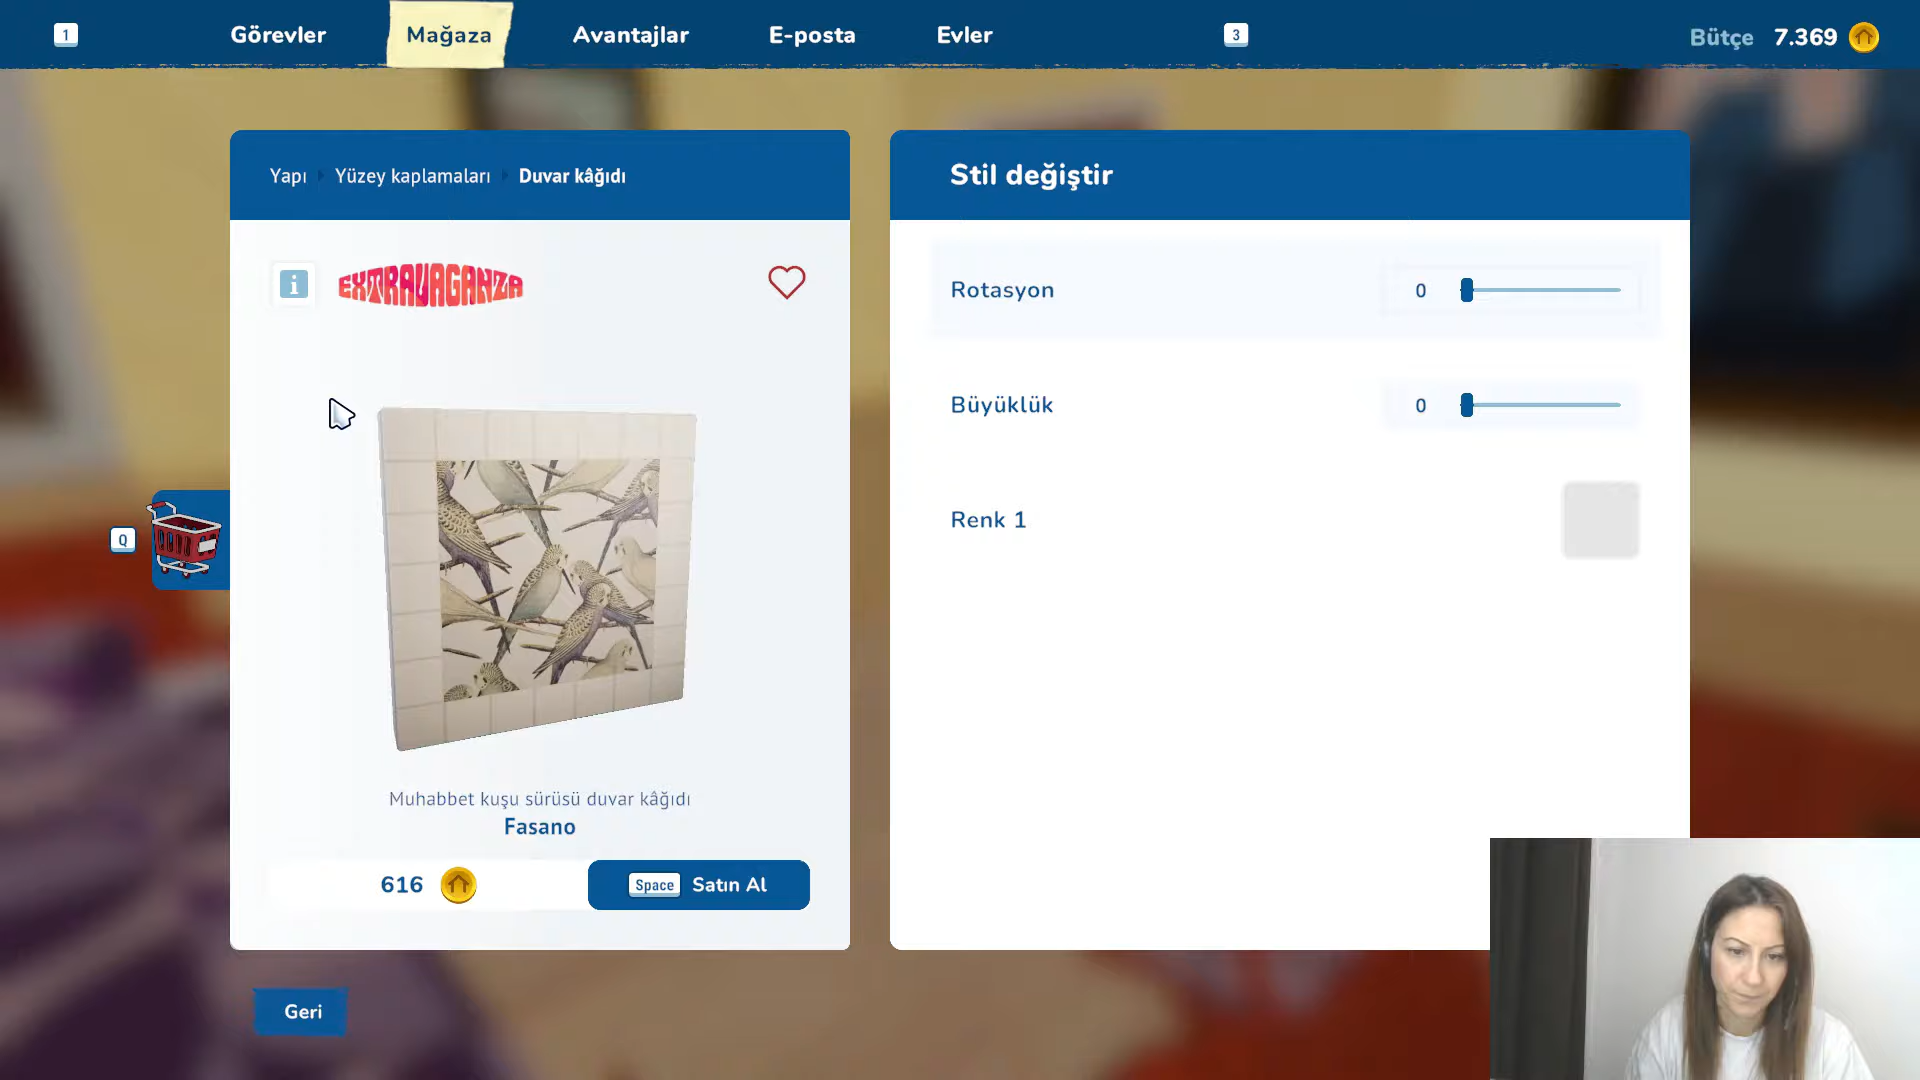 1
Görevler
Mağaza
Avantajlar
E-posta
Evler
3
Bütçe 7.369
Yapı Yüzey kaplamaları Duvar kâğıdı
i
EXTRAVAGANZA
Q
Muhabbet kuşu sürüsü duvar kâğıdı
Fasano
616
Space Satın Al
Geri
Stil değiştir
Rotasyon 0
Büyüklük 0
Renk 1